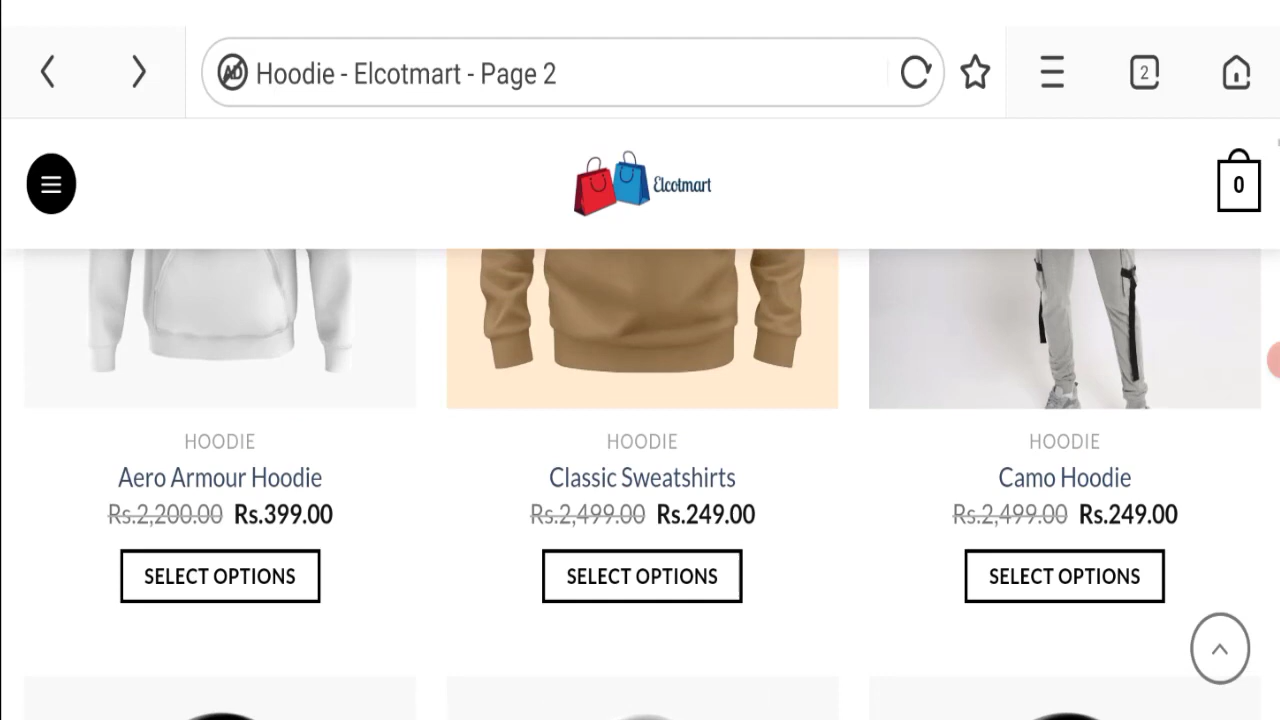 AD Hoodie - Elcotmart - Page 2
2
Elcotmart
0
HOODIE
Aero Armour Hoodie
Rs.2,200.00 Rs.399.00
SELECT OPTIONS
HOODIE
Classic Sweatshirts
Rs.2,499.00 Rs.249.00
SELECT OPTIONS
HOODIE
Camo Hoodie
Rs.2,499.00 Rs.249.00
SELECT OPTIONS